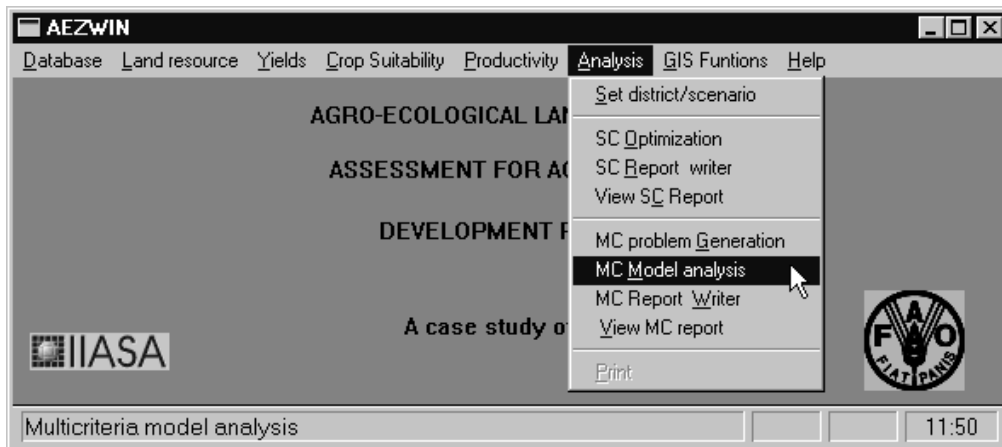 AEZWIN
Database Land resource Yields Crop Suitability Productivity Analysis GIS Funtions Help
Set district/scenario
AGRO-ECOLOGICAL LA
SC Optimization
ASSESSMENT FOR A
SC Report writer
View SC Report
DEVELOPMENT
MC problem Generation
MC Model analysis
MC Report Writer
A case study o
View MC report
IIASA
FAO
FIAT PANIS
Print
Multicriteria model analysis
11:50